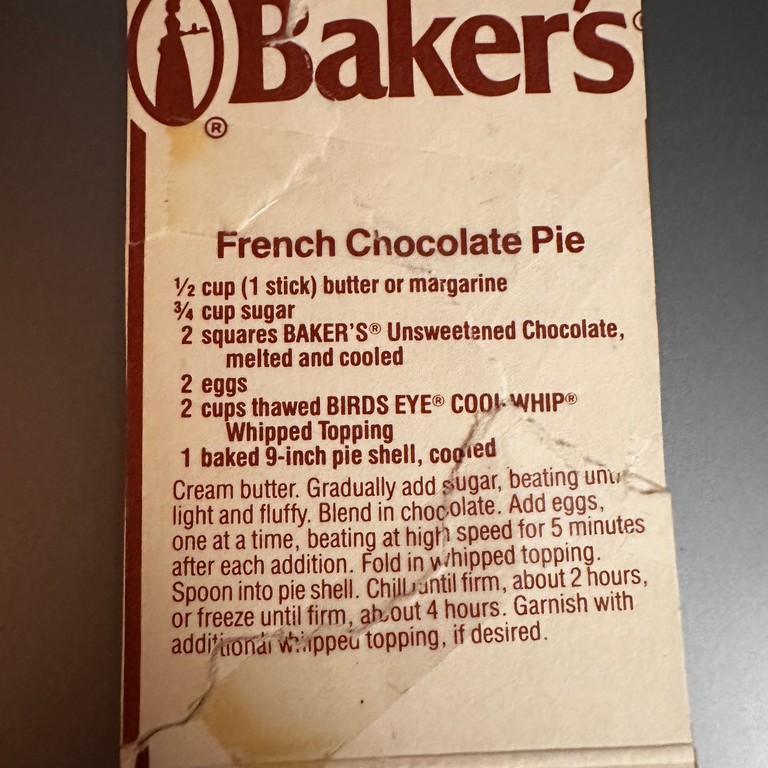 Baker's®
®
French Chocolate Pie
½ cup (1 stick) butter or margarine
¾ cup sugar
2 squares BAKER'S® Unsweetened Chocolate,
melted and cooled
2 eggs
2 cups thawed BIRDS EYE® COOL WHIP®
Whipped Topping
1 baked 9-inch pie shell, cooled
Cream butter. Gradually add sugar, beating until
light and fluffy. Blend in chocolate. Add eggs,
one at a time, beating at high speed for 5 minutes
after each addition. Fold in whipped topping.
Spoon into pie shell. Chill until firm, about 2 hours,
or freeze until firm, about 4 hours. Garnish with
additional whipped topping, if desired.